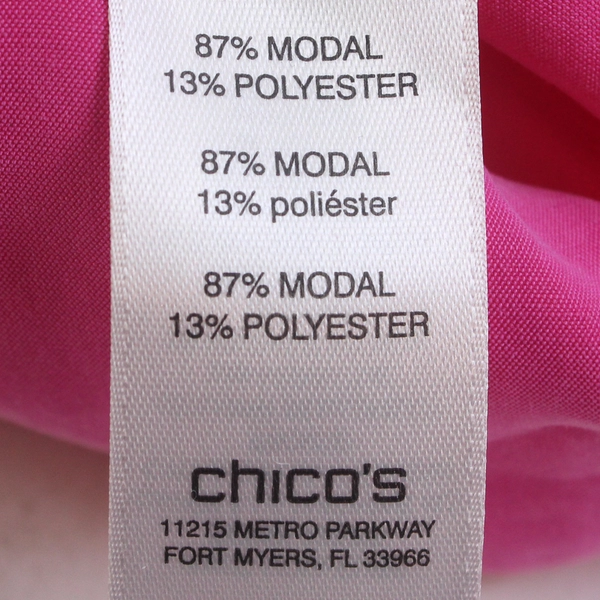 87% MODAL
13% POLYESTER
87% MODAL
13% poliéster
87% MODAL
13% POLYESTER
chico's
11215 METRO PARKWAY
FORT MYERS, FL 33966